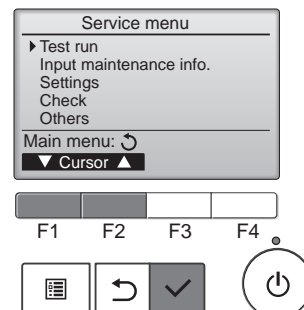 Service menu
Test run
Input maintenance info.
Settings
Check
Others
Main menu:
▼ Cursor ▲
F1 F2 F3 F4